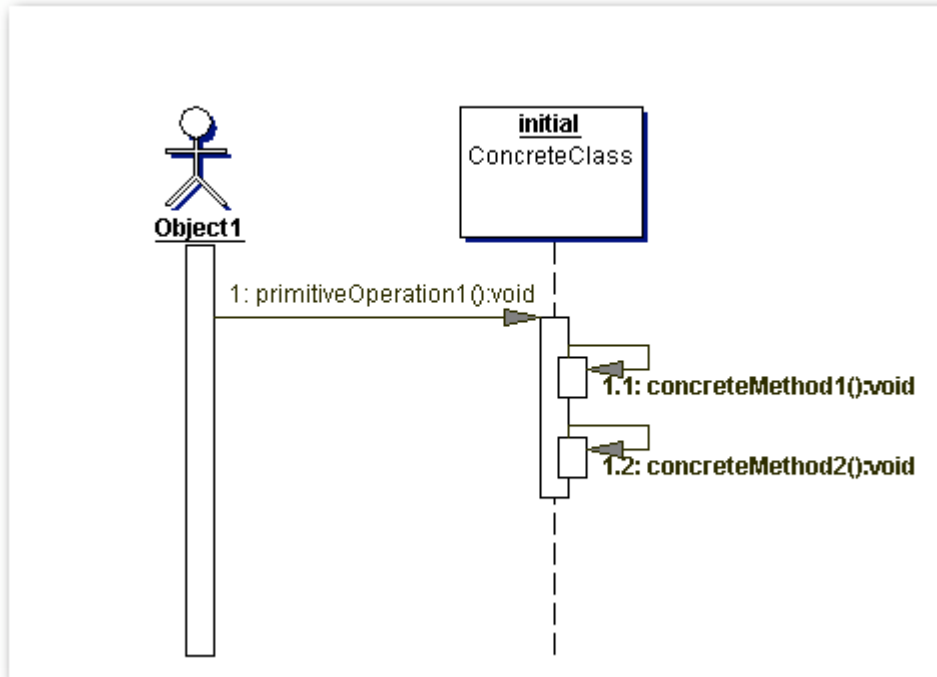 initial
ConcreteClass
Object1
1: primitiveOperation1():void
1.1: concreteMethod1():void
1.2: concreteMethod2():void